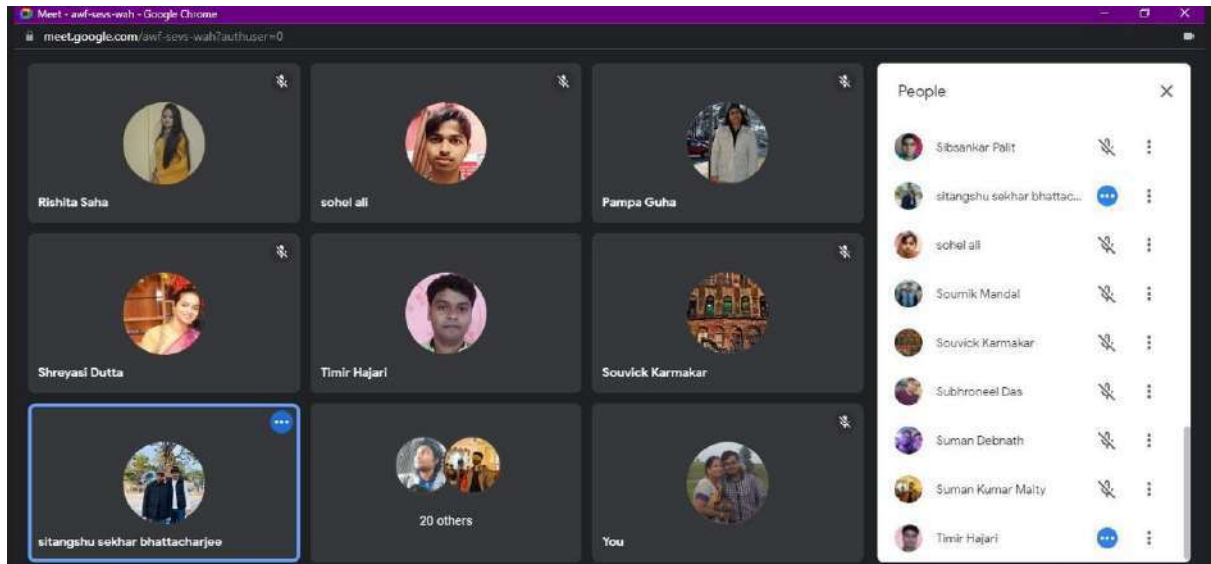 Meet - awf-sevs-wah - Google Chrome
meet.google.com/awf-sevs-wah?authuser=0
Rishita Saha
sohel ali
Pampa Guha
Shreyasi Dutta
Timir Hajari
Souvick Karmakar
sitangshu sekhar bhattacharjee
20 others
You
People
Sibsankar Palit
sitangshu sekhar bhattac...
sohel ali
Soumik Mandal
Souvick Karmakar
Subhroneel Das
Suman Debnath
Suman Kumar Maity
Timir Hajari